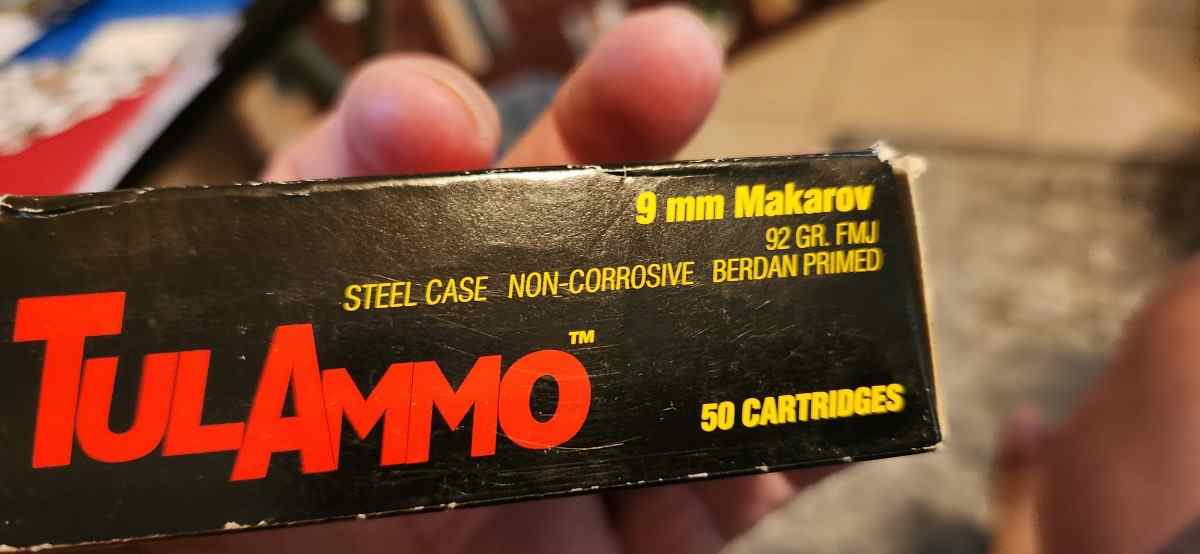 9 mm Makarov
92 GR. FMJ
STEEL CASE NON-CORROSIVE BERDAN PRIMED
TULAMMO™
50 CARTRIDGES